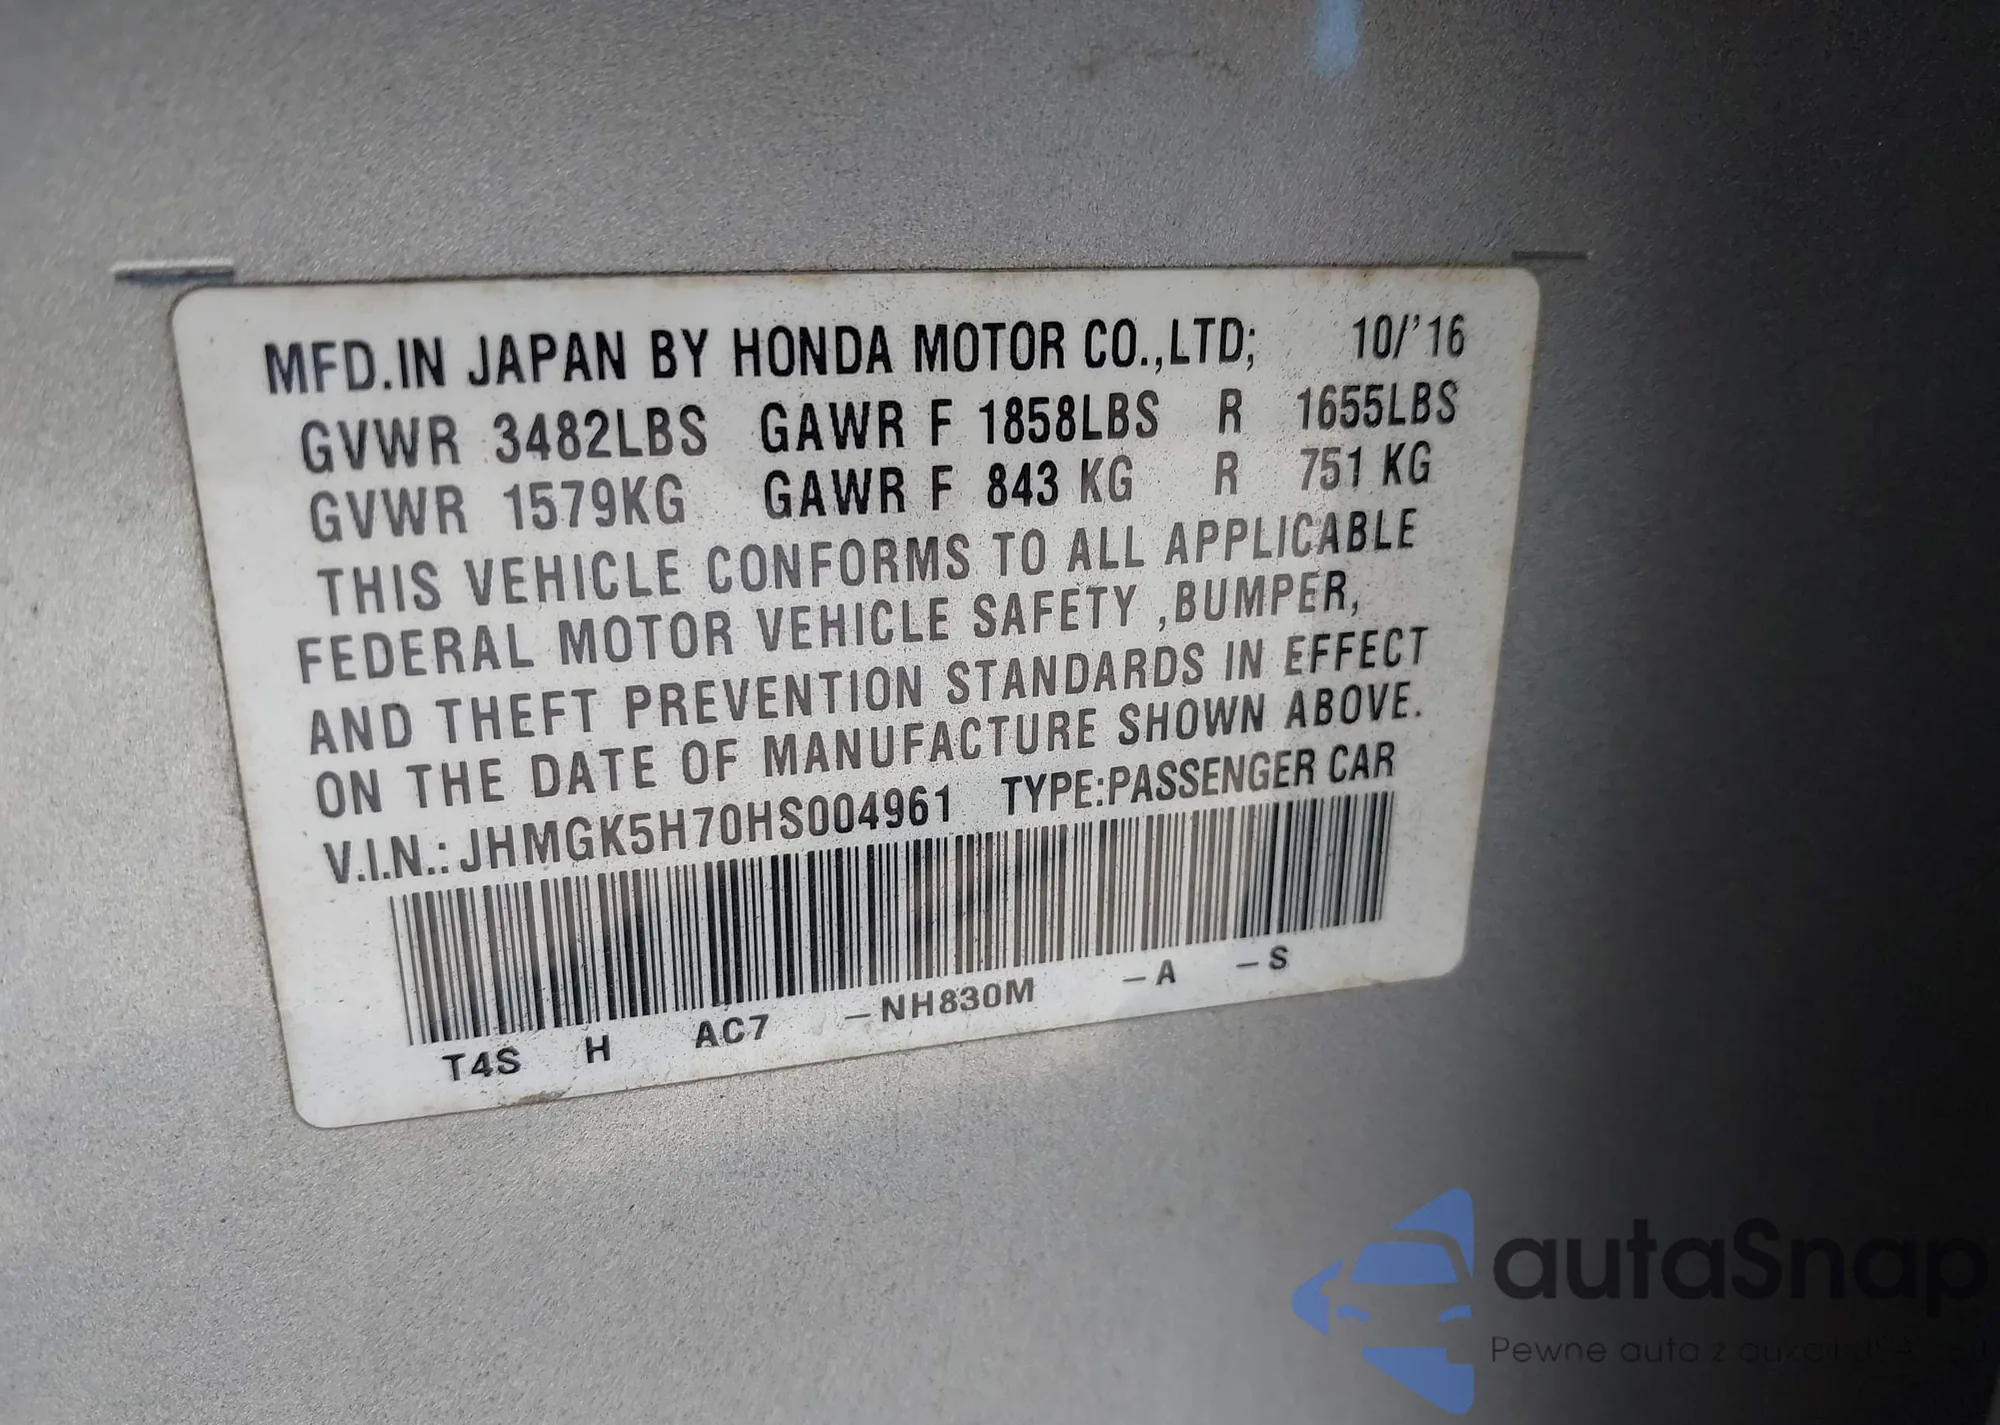 MFD.IN JAPAN BY HONDA MOTOR CO.,LTD; 10/'16
GVWR 3482LBS GAWR F 1858LBS R 1655LBS
GVWR 1579KG GAWR F 843 KG R 751 KG
THIS VEHICLE CONFORMS TO ALL APPLICABLE
FEDERAL MOTOR VEHICLE SAFETY ,BUMPER,
AND THEFT PREVENTION STANDARDS IN EFFECT
ON THE DATE OF MANUFACTURE SHOWN ABOVE.
V.I.N.: JHMGK5H70HS004961 TYPE:PASSENGER CAR
T4S H AC7 –NH830M –A –S
autaSnap
Pewne auta z